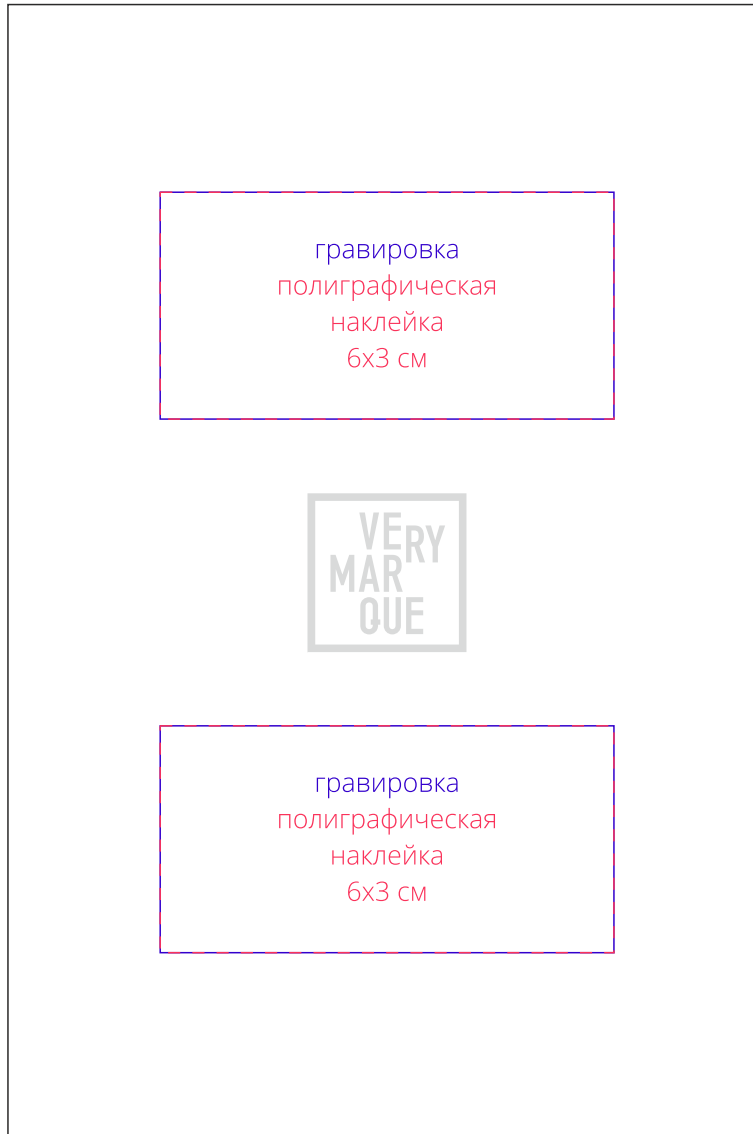 гравировка
полиграфическая
наклейка
6х3 см
VERY
MAR
QUE
гравировка
полиграфическая
наклейка
6х3 см